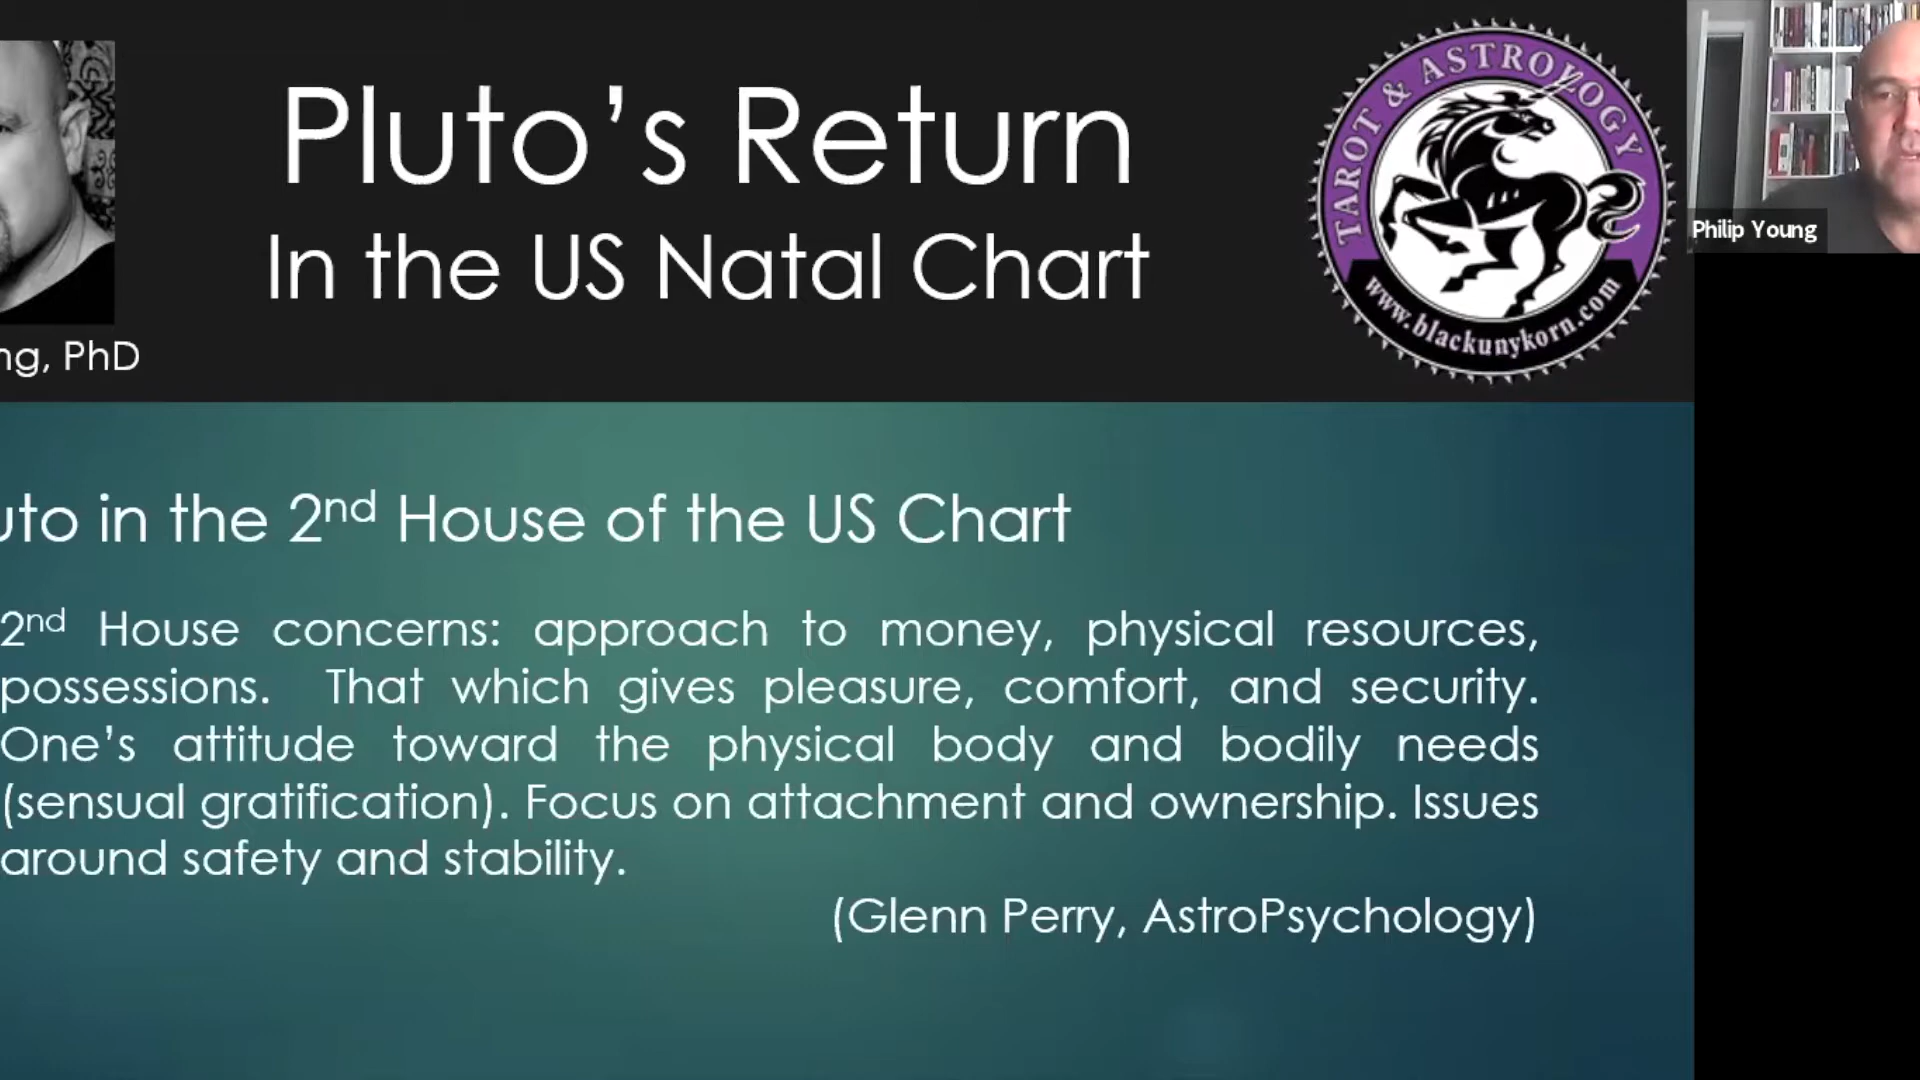 Pluto's Return
In the US Natal Chart
TAROT & ASTROLOGY
www.blackunykorn.com
Philip Young
ng, PhD
uto in the 2nd House of the US Chart
2nd House concerns: approach to money, physical resources,
possessions. That which gives pleasure, comfort, and security.
One's attitude toward the physical body and bodily needs
(sensual gratification). Focus on attachment and ownership. Issues
around safety and stability.
(Glenn Perry, AstroPsychology)